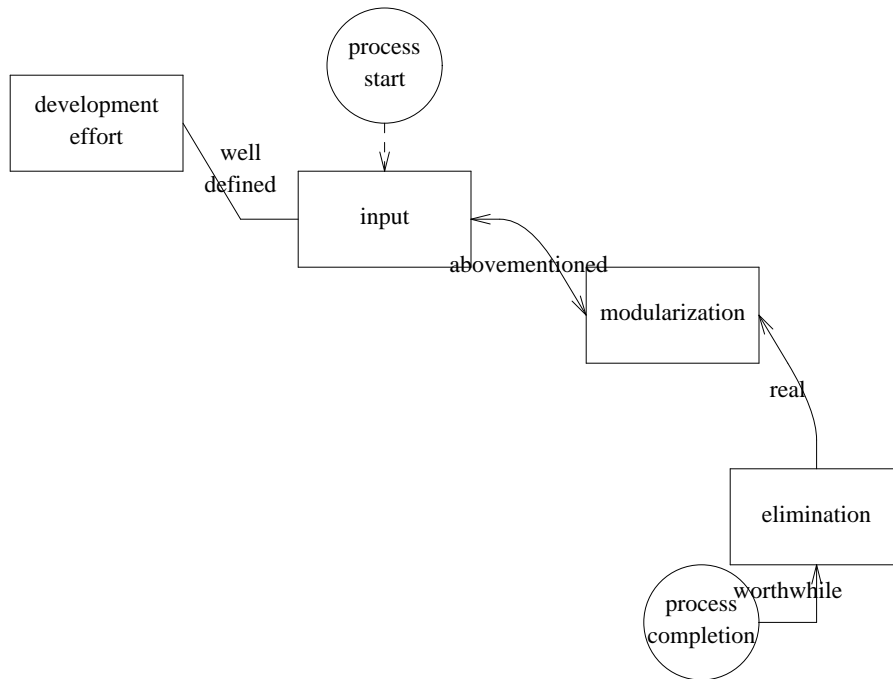 process
start
development
effort
well
defined
input
abovementioned
modularization
real
elimination
worthwhile
process
completion